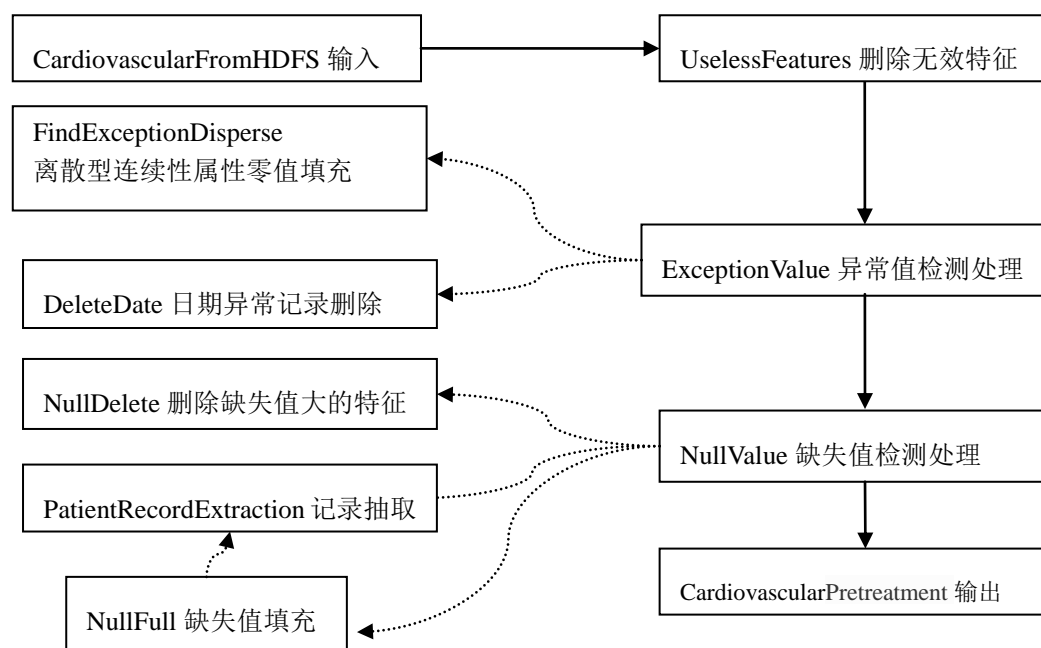 CardiovascularFromHDFS 输入
UselessFeatures 删除无效特征
FindExceptionDisperse
离散型连续性属性零值填充
ExceptionValue 异常值检测处理
DeleteDate 日期异常记录删除
NullDelete 删除缺失值大的特征
NullValue 缺失值检测处理
PatientRecordExtraction 记录抽取
CardiovascularPretreatment 输出
NullFull 缺失值填充